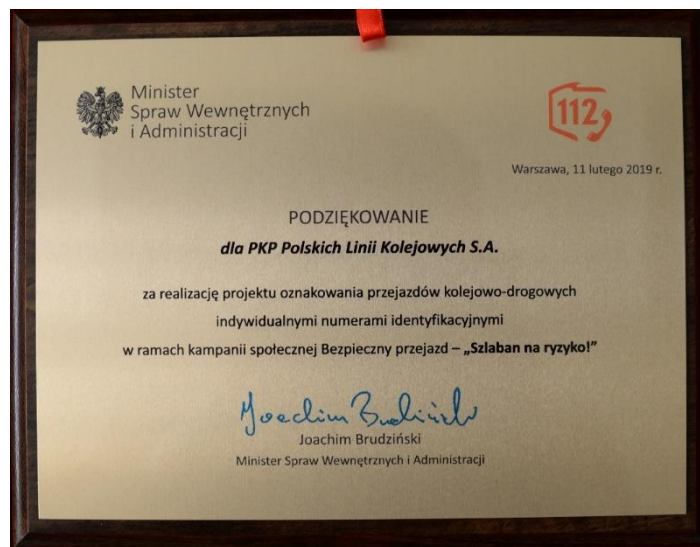 Minister
Spraw Wewnętrznych
i Administracji
112
Warszawa, 11 lutego 2019 r.
PODZIĘKOWANIE
dla PKP Polskich Linii Kolejowych S.A.
za realizację projektu oznakowania przejazdów kolejowo-drogowych
indywidualnymi numerami identyfikacyjnymi
w ramach kampanii społecznej Bezpieczny przejazd – „Szlaban na ryzyko!”
Joachim Brudziński
Joachim Brudziński
Minister Spraw Wewnętrznych i Administracji